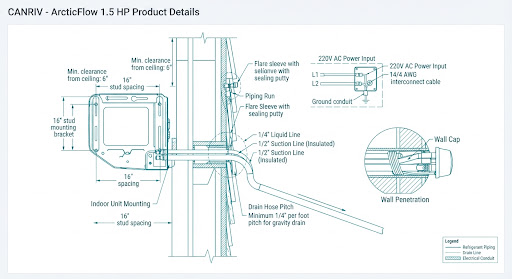 CANRIV - ArcticFlow 1.5 HP Product Details
Min. clearance
from ceiling: 6"
Min. clearance
from ceiling: 6"
16"
stud spacing
16" stud
mounting
bracket
16"
spacing
Indoor Unit Mounting
16"
stud spacing
Flare sleeve with
selianve with
sealing putty
Piping Run
Flare Sleeve with
sealing putty
1/4" Liquid Line
1/2" Suction Line (Insulated)
1/2" Suction Line
(Insulated)
Drain Hose Pitch
Minimum 1/4" per foot
pitch for gravity drain
220V AC Power Input
L1
L2
Ground conduit
220V AC Power Input
14/4 AWG
interconnect cable
Wall Cap
Wall Penetration
Legend
Refrigerant Piping
Drain Line
Electrical Conduit